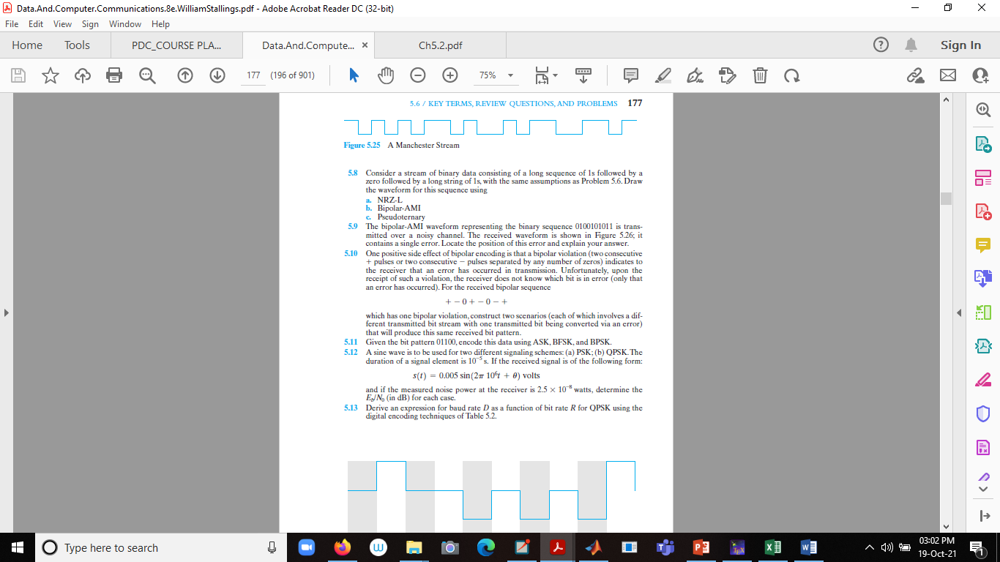 Data.And.Computer.Communications.8e.WilliamStallings.pdf - Adobe Acrobat Reader DC (32-bit)
File Edit View Sign Window Help
Home Tools PDC_COURSE PLA... Data.And.Compute... × Ch5.2.pdf Sign In
177 (196 of 901) 75%
5.6 / KEY TERMS, REVIEW QUESTIONS, AND PROBLEMS 177
Figure 5.25 A Manchester Stream
5.8 Consider a stream of binary data consisting of a long sequence of 1s followed by a
zero followed by a long string of 1s, with the same assumptions as Problem 5.6. Draw
the waveform for this sequence using
a. NRZ-L
b. Bipolar-AMI
c. Pseudoternary
5.9 The bipolar-AMI waveform representing the binary sequence 0100101011 is trans-
mitted over a noisy channel. The received waveform is shown in Figure 5.26; it
contains a single error. Locate the position of this error and explain your answer.
5.10 One positive side effect of bipolar encoding is that a bipolar violation (two consecutive
+ pulses or two consecutive − pulses separated by any number of zeros) indicates to
the receiver that an error has occurred in transmission. Unfortunately, upon the
receipt of such a violation, the receiver does not know which bit is in error (only that
an error has occurred). For the received bipolar sequence
+ − 0 + − 0 − +
which has one bipolar violation, construct two scenarios (each of which involves a dif-
ferent transmitted bit stream with one transmitted bit being converted via an error)
that will produce this same received bit pattern.
5.11 Given the bit pattern 01100, encode this data using ASK, BFSK, and BPSK.
5.12 A sine wave is to be used for two different signaling schemes: (a) PSK; (b) QPSK. The
duration of a signal element is 10⁻⁵ s. If the received signal is of the following form:
s(t) = 0.005 sin(2π 10⁶t + θ) volts
and if the measured noise power at the receiver is 2.5 × 10⁻⁸ watts, determine the
E_b/N₀ (in dB) for each case.
5.13 Derive an expression for baud rate D as a function of bit rate R for QPSK using the
digital encoding techniques of Table 5.2.
Type here to search
03:02 PM
19-Oct-21